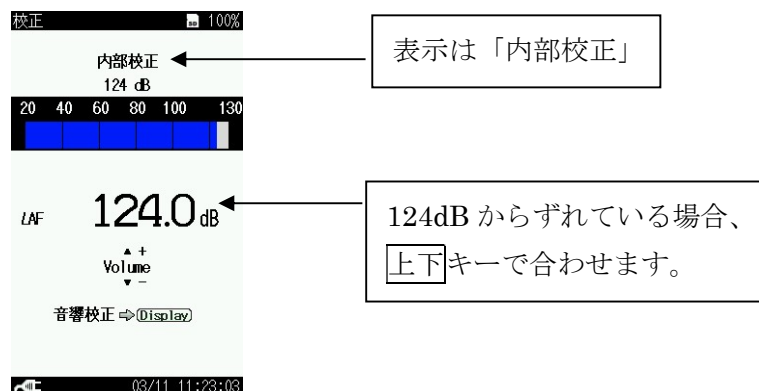 校正 100%
内部校正
124 dB
20 40 60 80 100 130
LAF 124.0 dB
▲ +
Volume
▼ −
音響校正 ⇨ Display
03/11 11:23:03
表示は「内部校正」
124dB からずれている場合、
上下キーで合わせます。